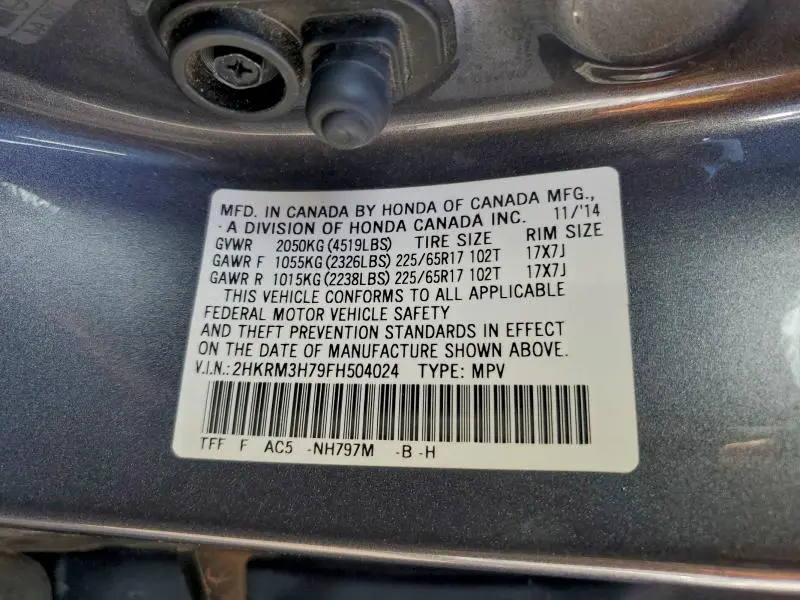 MFD. IN CANADA BY HONDA OF CANADA MFG.,
- A DIVISION OF HONDA CANADA INC. 11/'14
GVWR 2050KG(4519LBS) TIRE SIZE RIM SIZE
GAWR F 1055KG(2326LBS) 225/65R17 102T 17X7J
GAWR R 1015KG(2238LBS) 225/65R17 102T 17X7J
THIS VEHICLE CONFORMS TO ALL APPLICABLE
FEDERAL MOTOR VEHICLE SAFETY
AND THEFT PREVENTION STANDARDS IN EFFECT
ON THE DATE OF MANUFACTURE SHOWN ABOVE.
V.I.N.: 2HKRM3H79FH504024 TYPE: MPV
TFF F AC5 -NH797M -B -H